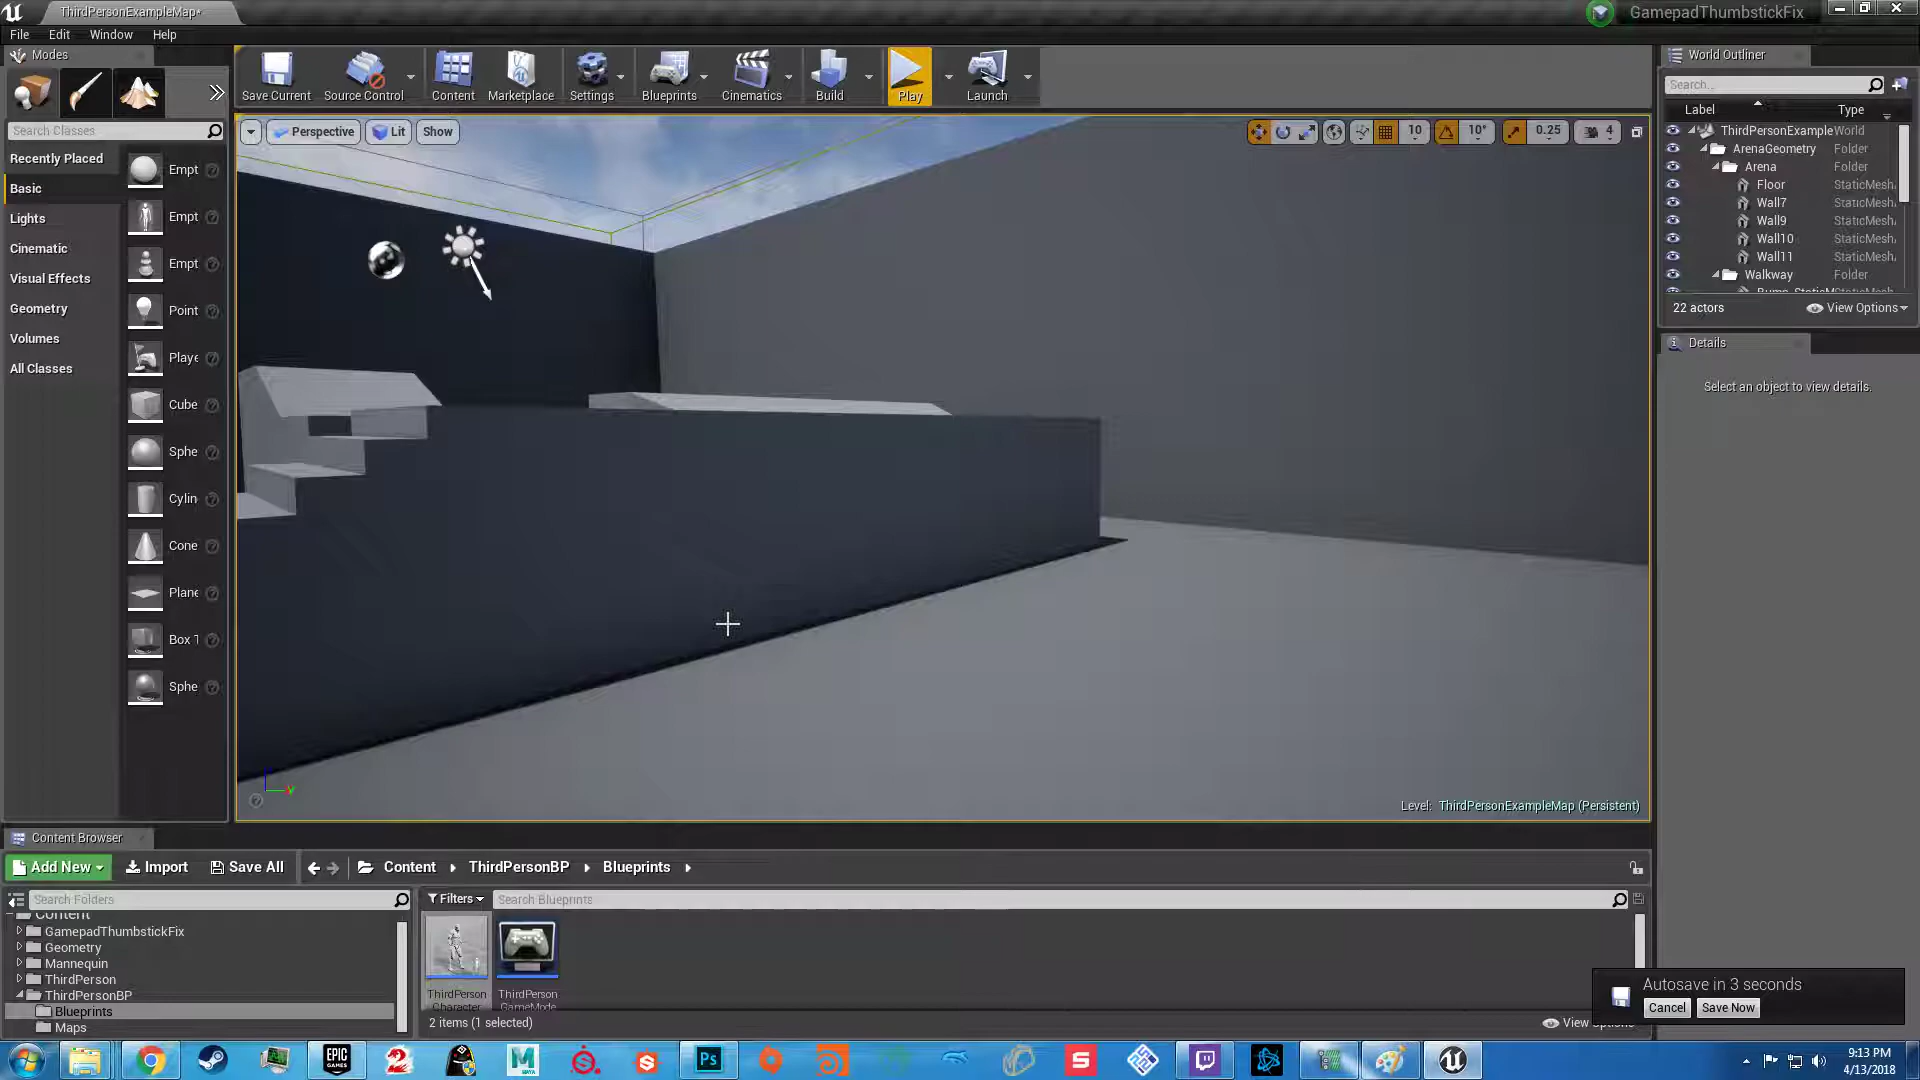 ThirdPersonExampleMap*
GamepadThumbstickFix
File Edit Window Help
Modes
Save Current
Source Control
Content
Marketplace
Settings
Blueprints
Cinematics
Build
Play
Launch
World Outliner
Search...
Label Type
Search Classes
Perspective
Lit
Show
10
10°
0.25
4
Recently Placed
Basic
Lights
Cinematic
Visual Effects
Geometry
Volumes
All Classes
Empt
Empt
Empt
Point
Playe
Cube
Sphe
Cylin
Cone
Plane
Box T
Sphe
ThirdPersonExample World
ArenaGeometry Folder
Arena Folder
Floor StaticMesh
Wall7 StaticMesh
Wall9 StaticMesh
Wall10 StaticMesh
Wall11 StaticMesh
Walkway Folder
22 actors
View Options
Details
Select an object to view details.
Level: ThirdPersonExampleMap (Persistent)
Content Browser
Add New
Import
Save All
Content
ThirdPersonBP
Blueprints
Search Folders
Filters
Search Blueprints
Content
GamepadThumbstickFix
Geometry
Mannequin
ThirdPerson
ThirdPersonBP
Blueprints
Maps
ThirdPerson
Character
ThirdPerson
GameMode
2 items (1 selected)
View Options
Autosave in 3 seconds
Cancel
Save Now
EPIC
GAMES
2
MAYA
Ps
S
S
9:13 PM
4/13/2018